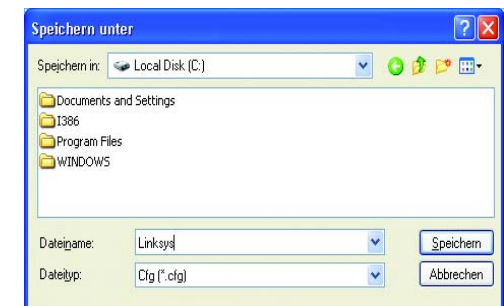 Speichern unter
Speichern in: Local Disk (C:)
Documents and Settings
I386
Program Files
WINDOWS
Dateiname: Linksys
Speichern
Dateityp: Cfg (*.cfg)
Abbrechen